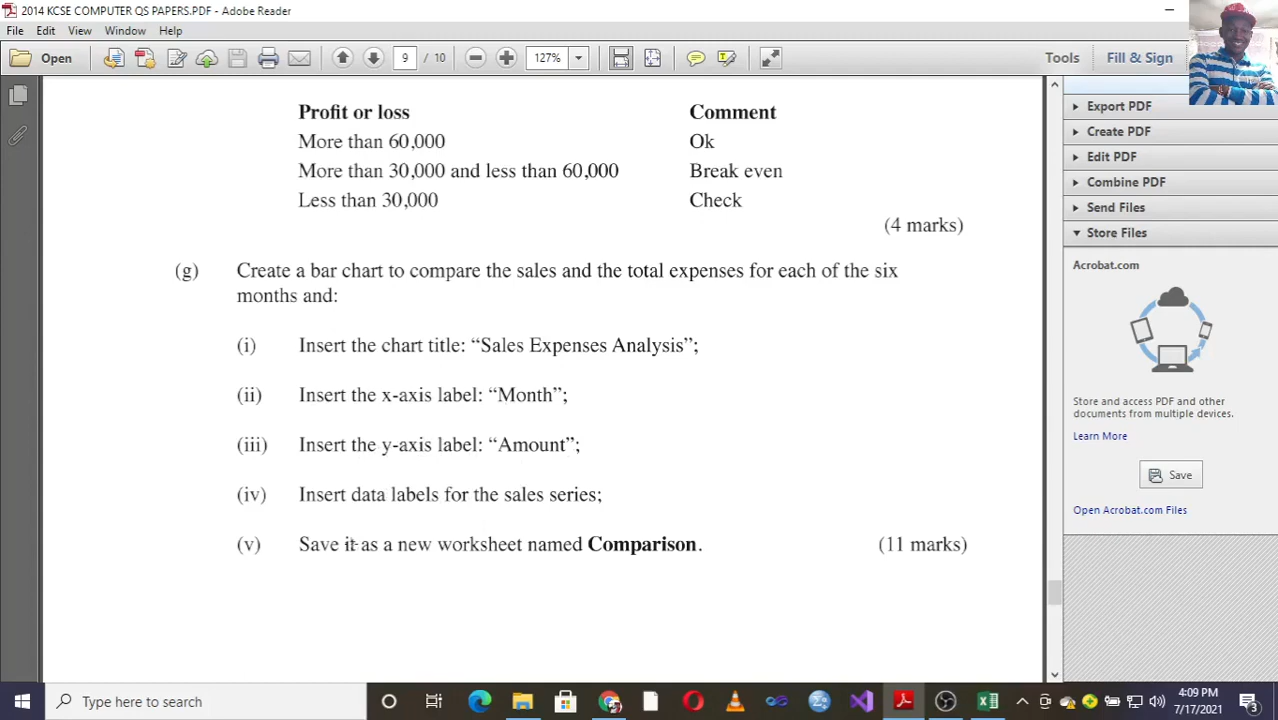 2014 KCSE COMPUTER QS PAPERS.PDF - Adobe Reader
File Edit View Window Help
Open 9 / 10 127% Tools Fill & Sign
Profit or loss Comment
More than 60,000 Ok
More than 30,000 and less than 60,000 Break even
Less than 30,000 Check
(4 marks)
(g) Create a bar chart to compare the sales and the total expenses for each of the six
months and:
(i) Insert the chart title: “Sales Expenses Analysis”;
(ii) Insert the x-axis label: “Month”;
(iii) Insert the y-axis label: “Amount”;
(iv) Insert data labels for the sales series;
(v) Save it as a new worksheet named Comparison. (11 marks)
Export PDF
Create PDF
Edit PDF
Combine PDF
Send Files
Store Files
Acrobat.com
Store and access PDF and other
documents from multiple devices.
Learn More
Save
Open Acrobat.com Files
Type here to search
4:09 PM
7/17/2021
3